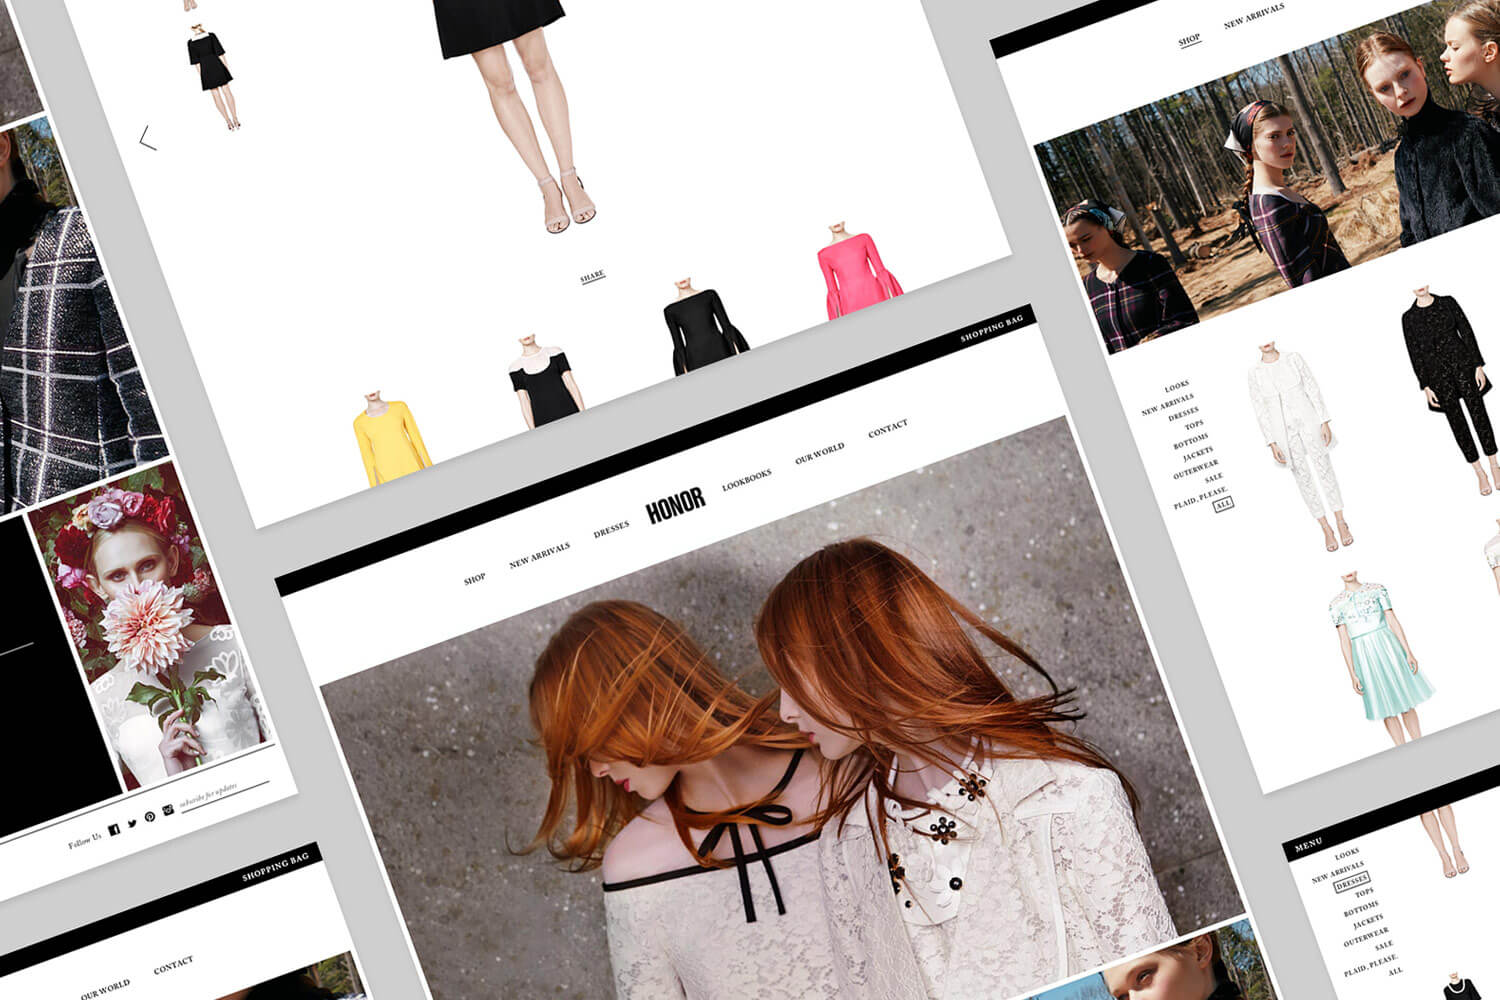 SHOP
NEW ARRIVALS
SHARE
SHOPPING BAG
SHOP
NEW ARRIVALS
DRESSES
HONOR
LOOKBOOKS
OUR WORLD
CONTACT
LOOKS
NEW ARRIVALS
DRESSES
TOPS
BOTTOMS
JACKETS
OUTERWEAR
SALE
PLAID, PLEASE.
ALL
Follow Us
subscribe for updates
SHOPPING BAG
OUR WORLD
CONTACT
MENU
LOOKS
NEW ARRIVALS
DRESSES
TOPS
BOTTOMS
JACKETS
OUTERWEAR
SALE
PLAID, PLEASE.
ALL